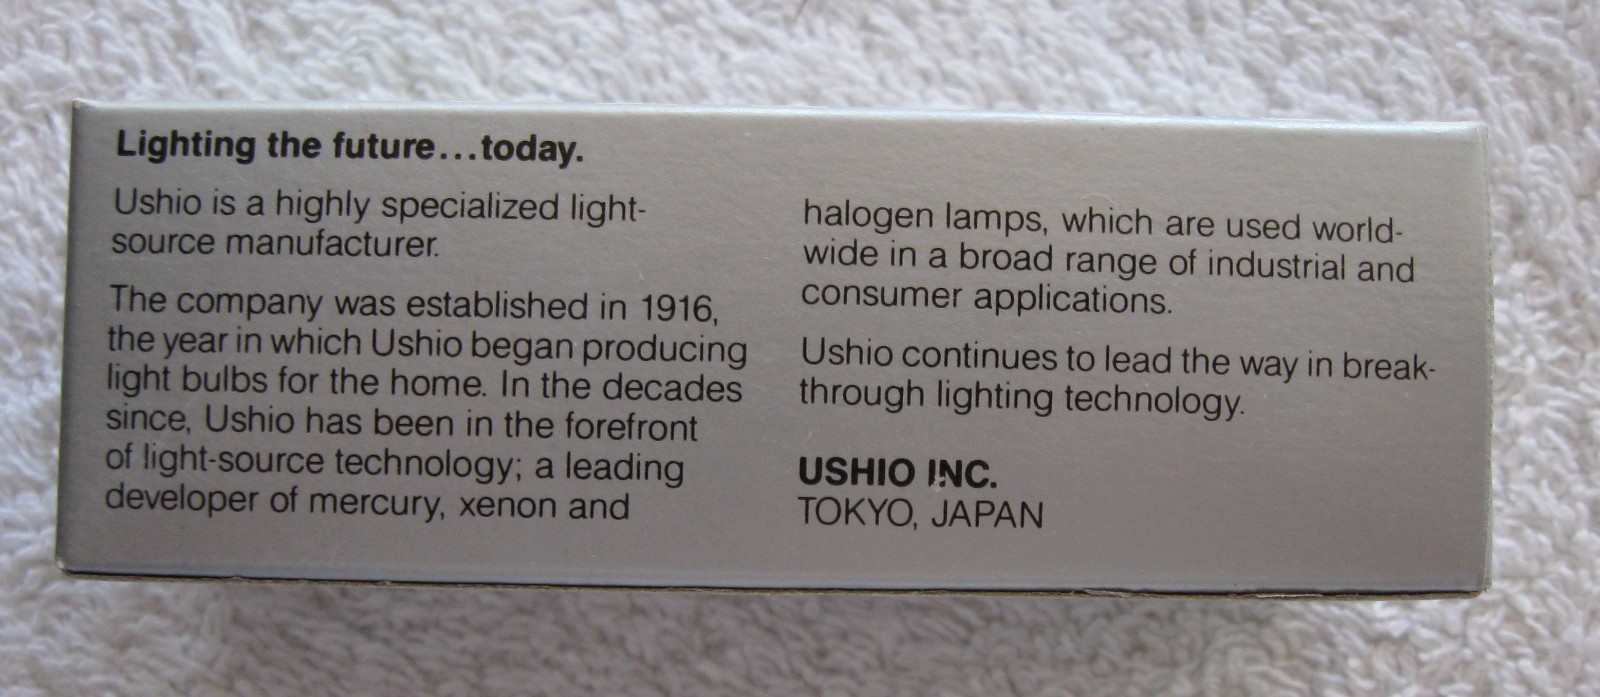 Lighting the future...today.
Ushio is a highly specialized light-
source manufacturer.
The company was established in 1916,
the year in which Ushio began producing
light bulbs for the home. In the decades
since, Ushio has been in the forefront
of light-source technology; a leading
developer of mercury, xenon and
halogen lamps, which are used world-
wide in a broad range of industrial and
consumer applications.
Ushio continues to lead the way in break-
through lighting technology.
USHIO INC.
TOKYO, JAPAN